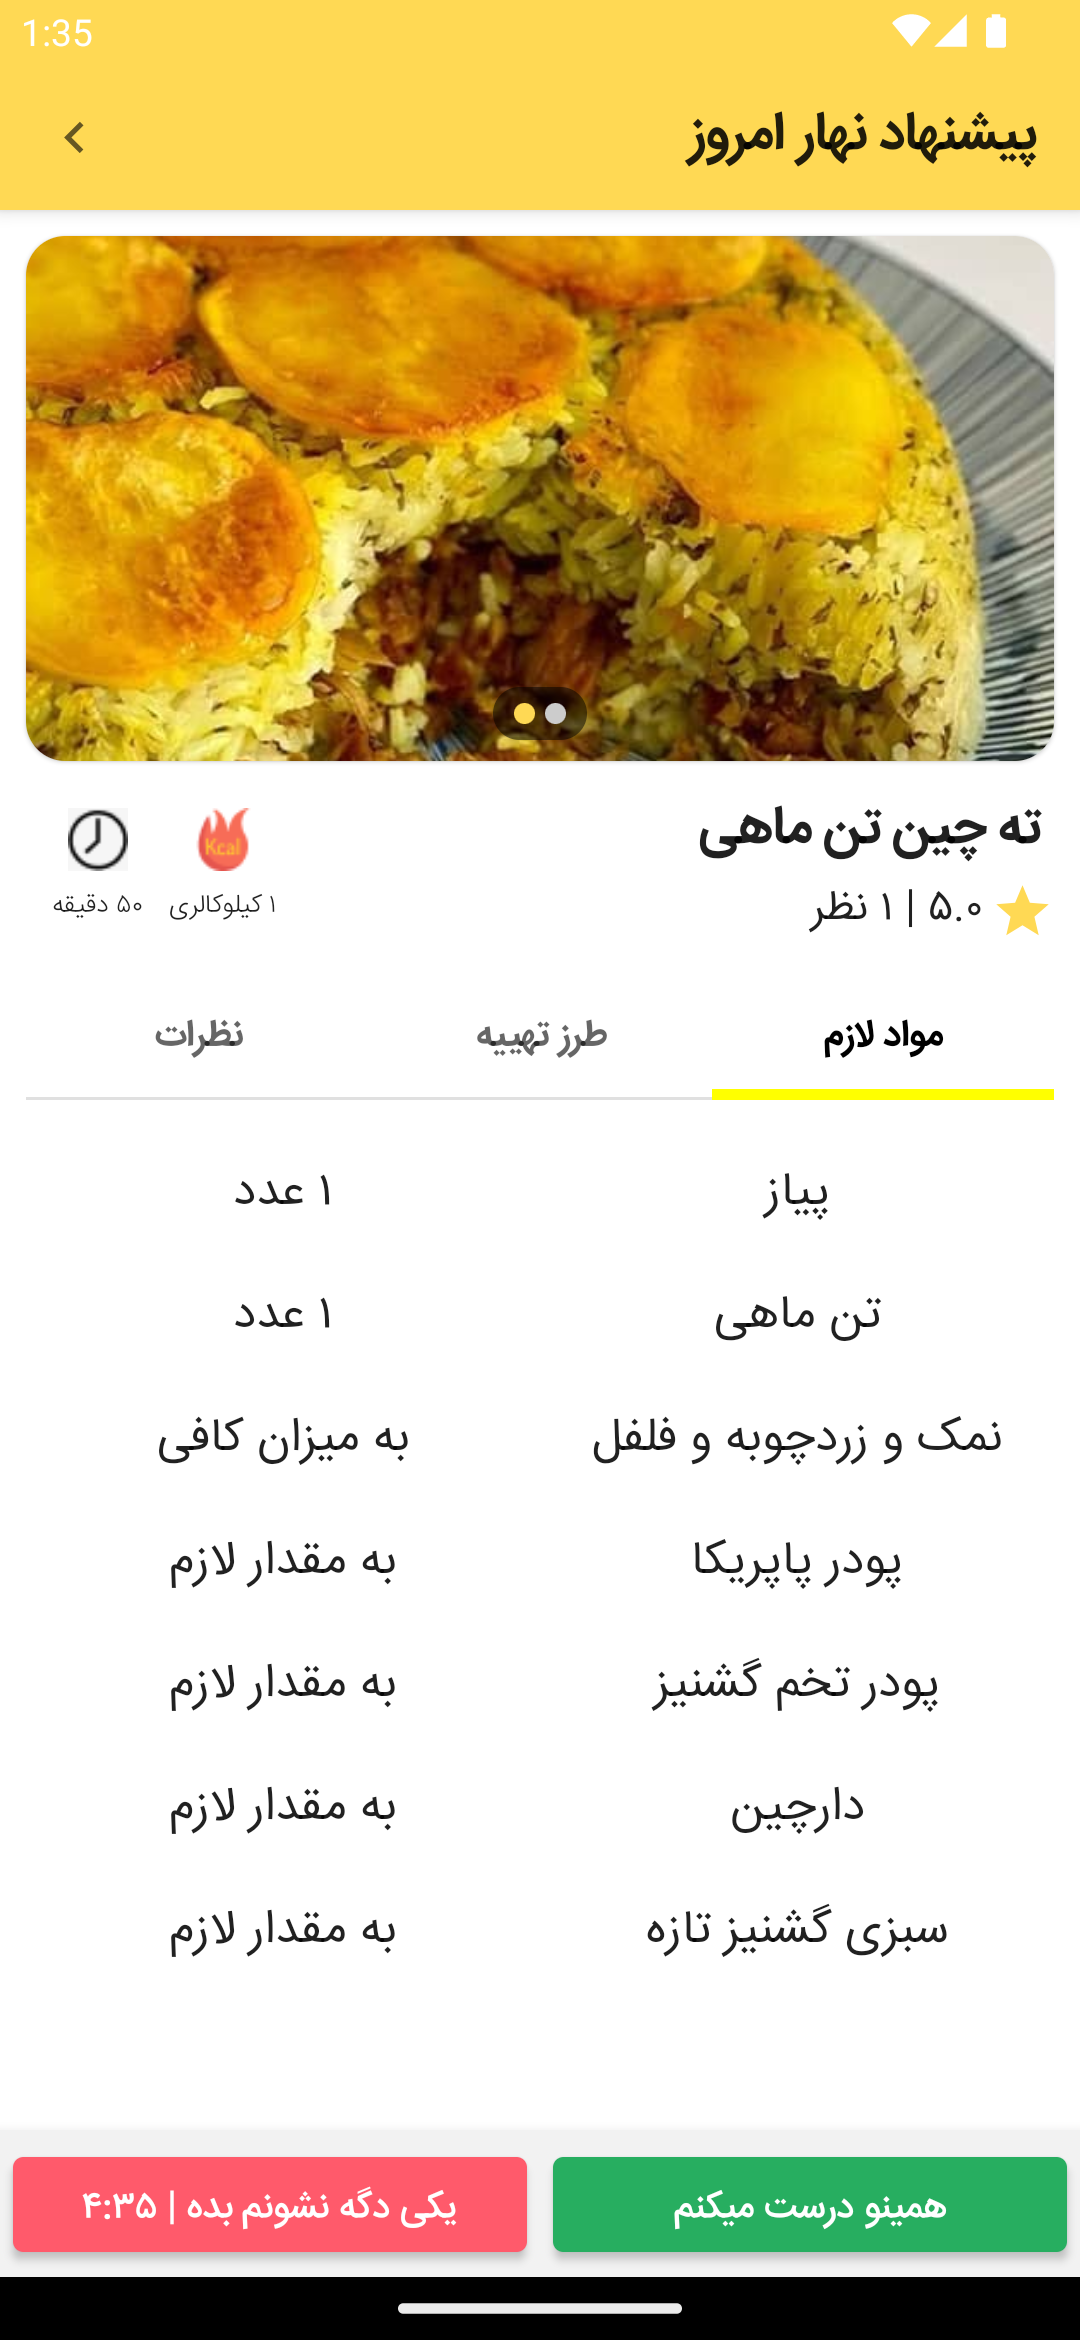 1:35
پیشنهاد نهار امروز
ته چین تن ماهی
۵.۰ | ۱ نظر
Kcal
۱ کیلوکالری
۵۰ دقیقه
مواد لازم
طرز تهییه
نظرات
پیاز ۱ عدد
تن ماهی ۱ عدد
نمک و زردچوبه و فلفل به میزان کافی
پودر پاپریکا به مقدار لازم
پودر تخم گشنیز به مقدار لازم
دارچین به مقدار لازم
سبزی گشنیز تازه به مقدار لازم
همینو درست میکنم
یکی دگه نشونم بده | ۴:۳۵